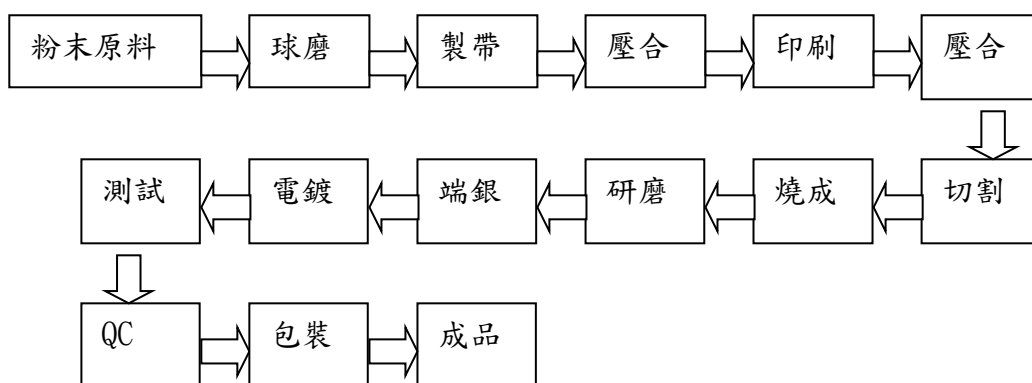 粉末原料 球磨 製帶 壓合 印刷 壓合
測試 電鍍 端銀 研磨 燒成 切割
QC 包裝 成品